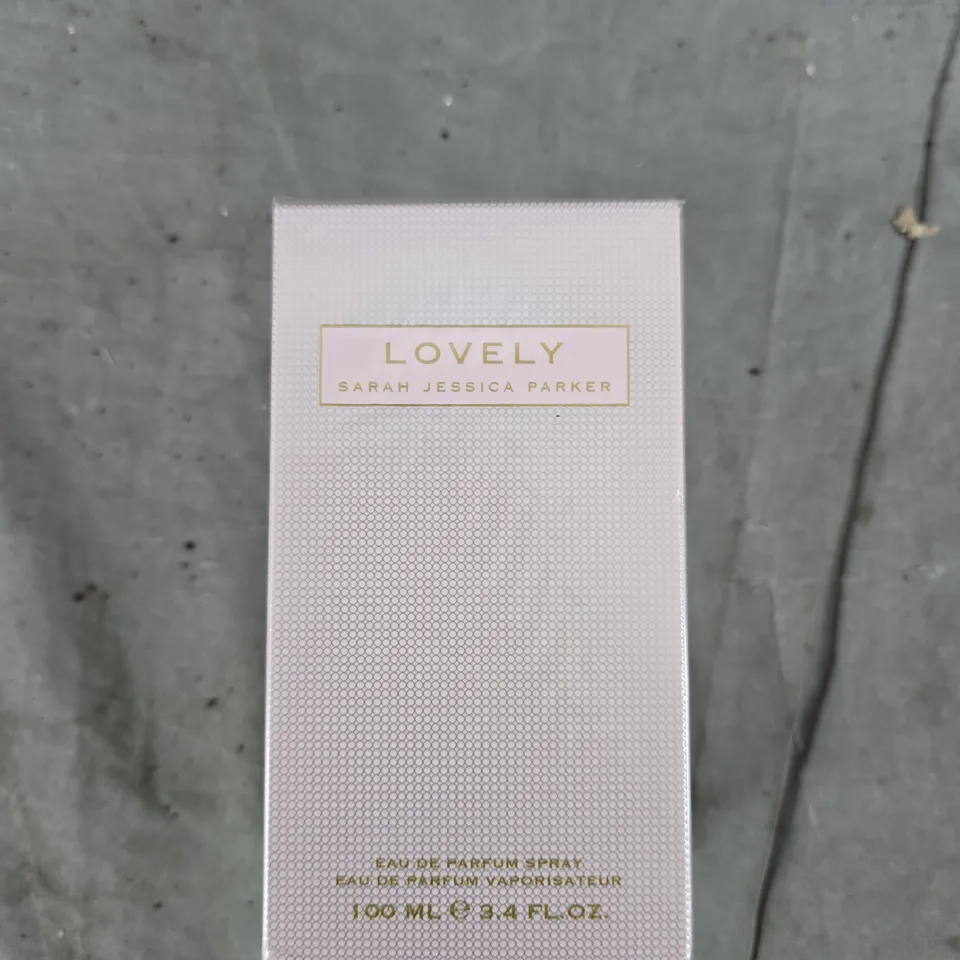 LOVELY
SARAH JESSICA PARKER
EAU DE PARFUM SPRAY
EAU DE PARFUM VAPORISATEUR
100 ML ℮ 3.4 FL.OZ.